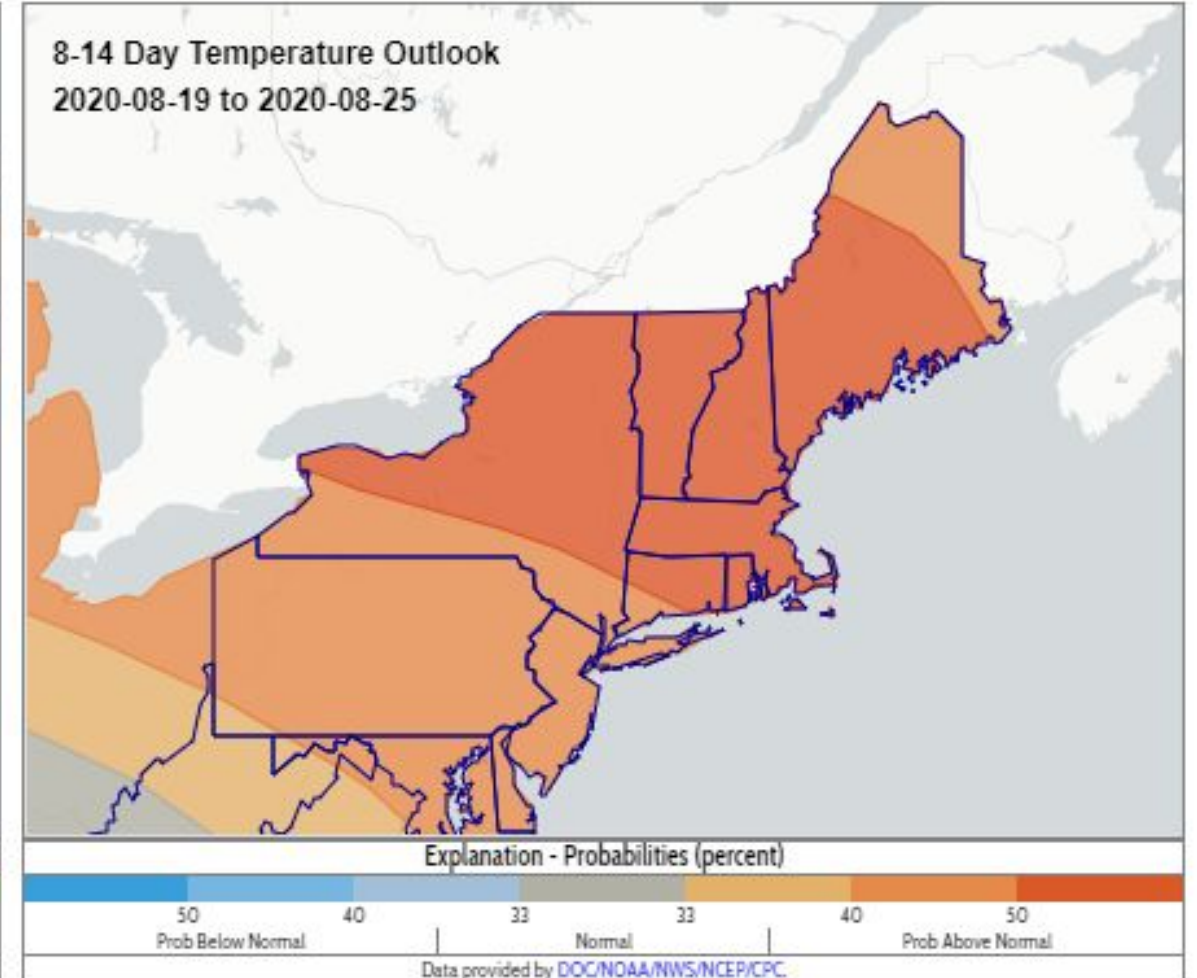 8-14 Day Temperature Outlook
2020-08-19 to 2020-08-25
Explanation - Probabilities (percent)
50 40 33 33 40 50
Prob Below Normal | Normal | Prob Above Normal
Data provided by DOC/NOAA/NWS/NCEP/CPC.